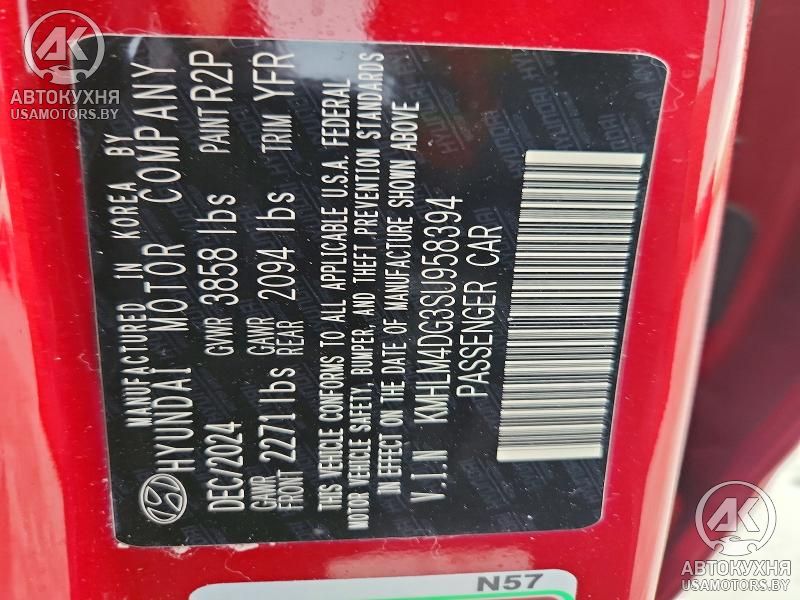 MANUFACTURED IN KOREA BY
HYUNDAI MOTOR COMPANY
DEC/2024 GVWR 3858 lbs PAINT R2P
GAWR FRONT 2271 lbs GAWR REAR 2094 lbs TRIM YFR
THIS VEHICLE CONFORMS TO ALL APPLICABLE U.S.A. FEDERAL
MOTOR VEHICLE SAFETY, BUMPER, AND THEFT PREVENTION STANDARDS
IN EFFECT ON THE DATE OF MANUFACTURE SHOWN ABOVE
V.I.N KMHLM4DG3SU958394
PASSENGER CAR
N57
АК
АВТОКУХНЯ
USAMOTORS.BY
АК
АВТОКУХНЯ
USAMOTORS.BY